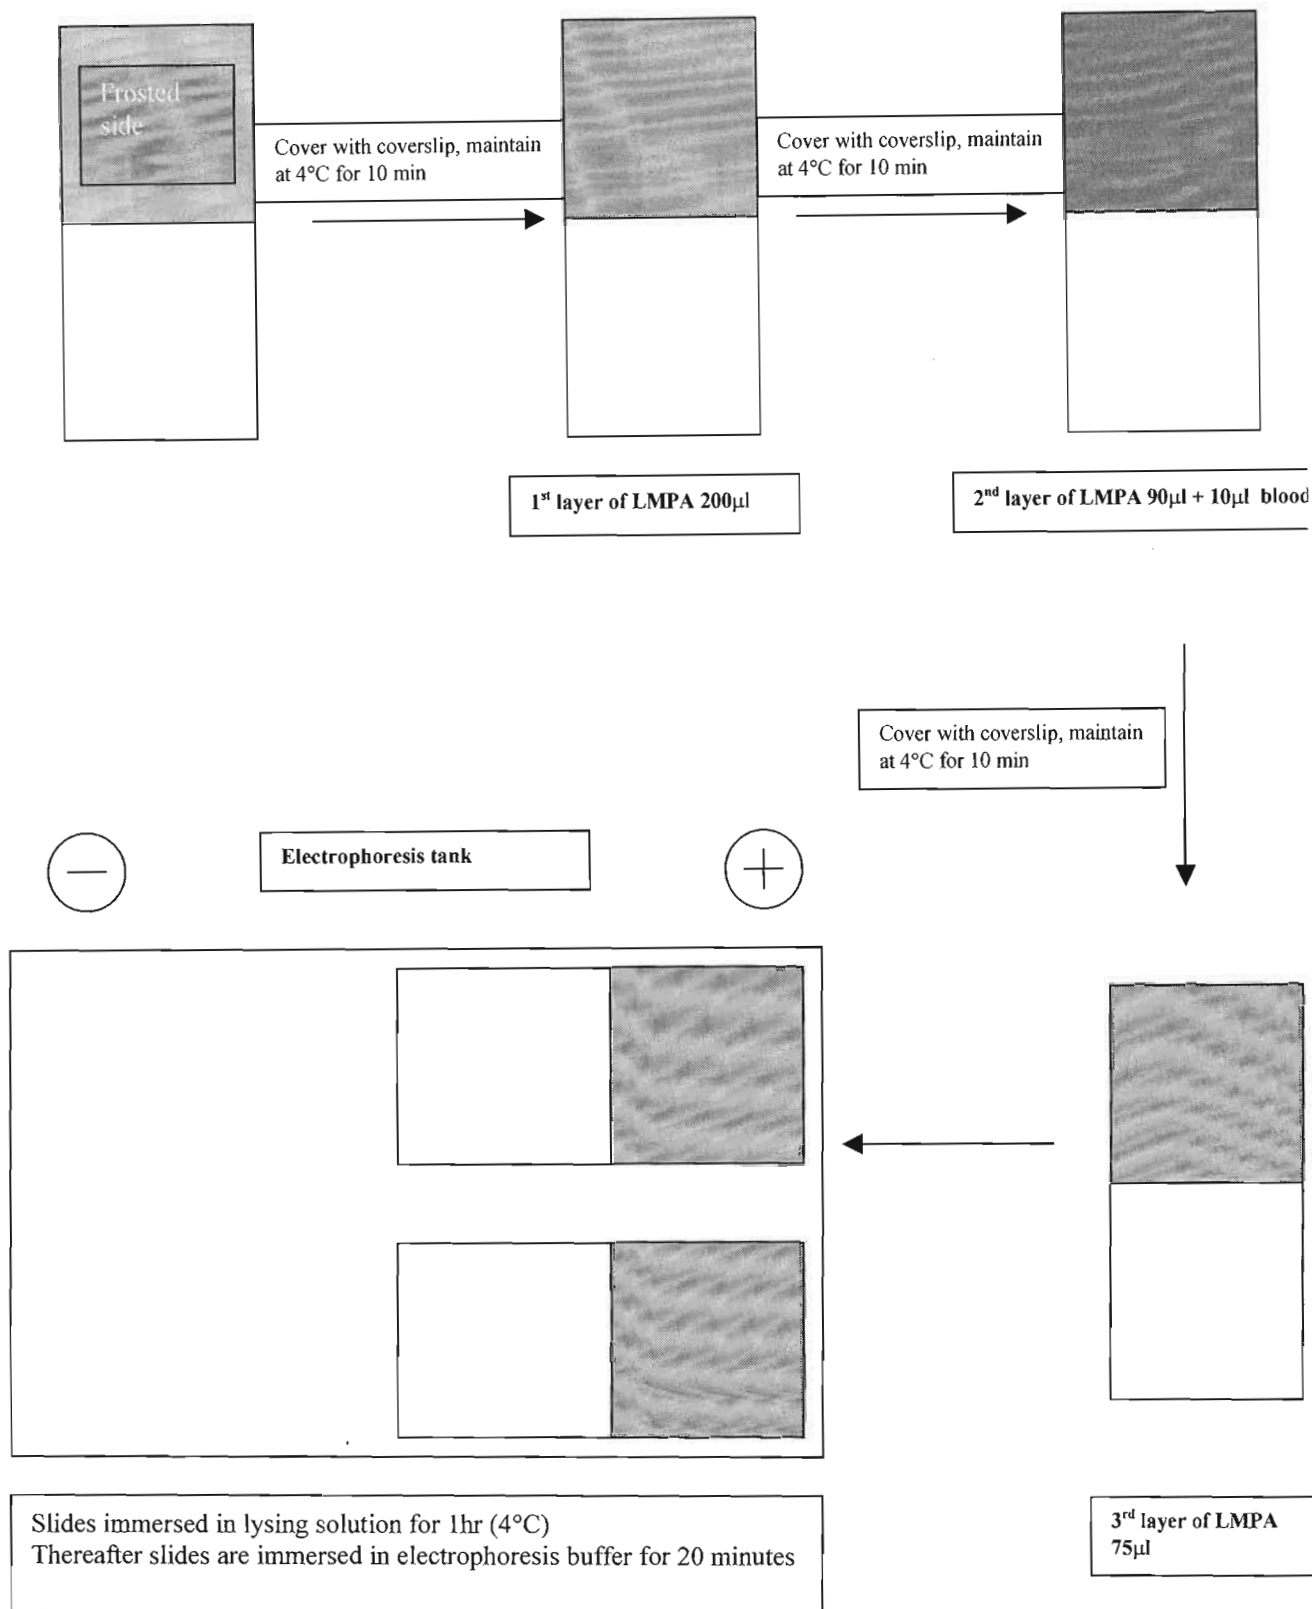 Frosted
side
Cover with coverslip, maintain
at 4°C for 10 min
Cover with coverslip, maintain
at 4°C for 10 min
1st layer of LMPA 200µl
2nd layer of LMPA 90µl + 10µl blood
Cover with coverslip, maintain
at 4°C for 10 min
−
Electrophoresis tank
+
3rd layer of LMPA
75µl
Slides immersed in lysing solution for 1hr (4°C)
Thereafter slides are immersed in electrophoresis buffer for 20 minutes